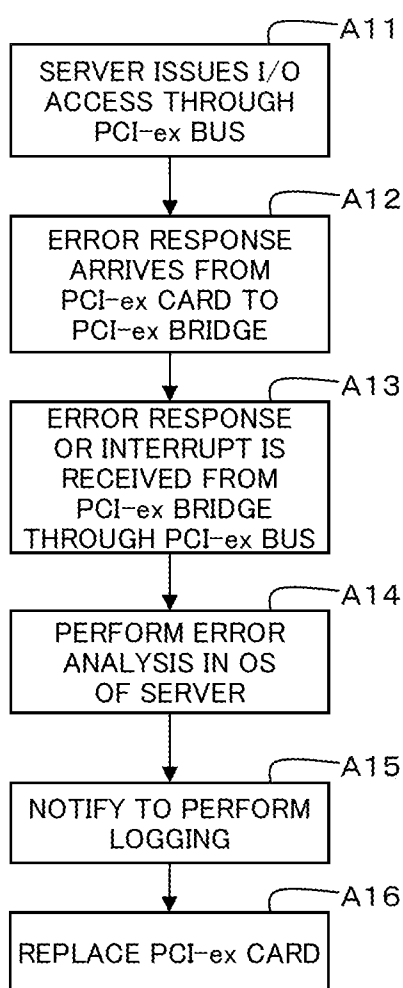 A11
SERVER ISSUES I/O
ACCESS THROUGH
PCI-ex BUS
A12
ERROR RESPONSE
ARRIVES FROM
PCI-ex CARD TO
PCI-ex BRIDGE
A13
ERROR RESPONSE
OR INTERRUPT IS
RECEIVED FROM
PCI-ex BRIDGE
THROUGH PCI-ex BUS
A14
PERFORM ERROR
ANALYSIS IN OS
OF SERVER
A15
NOTIFY TO PERFORM
LOGGING
A16
REPLACE PCI-ex CARD